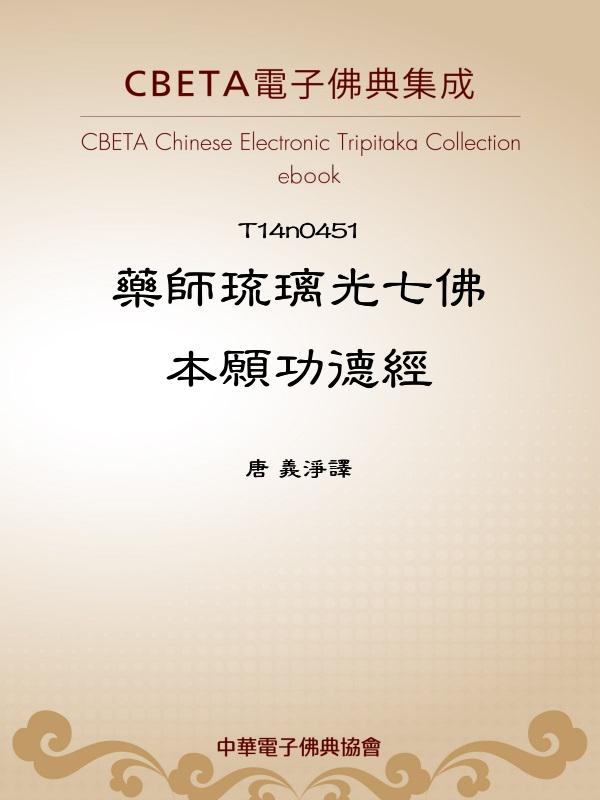 CBETA電子佛典集成
CBETA Chinese Electronic Tripitaka Collection
ebook
T14n0451
藥師琉璃光七佛
本願功德經
唐 義淨譯
中華電子佛典協會